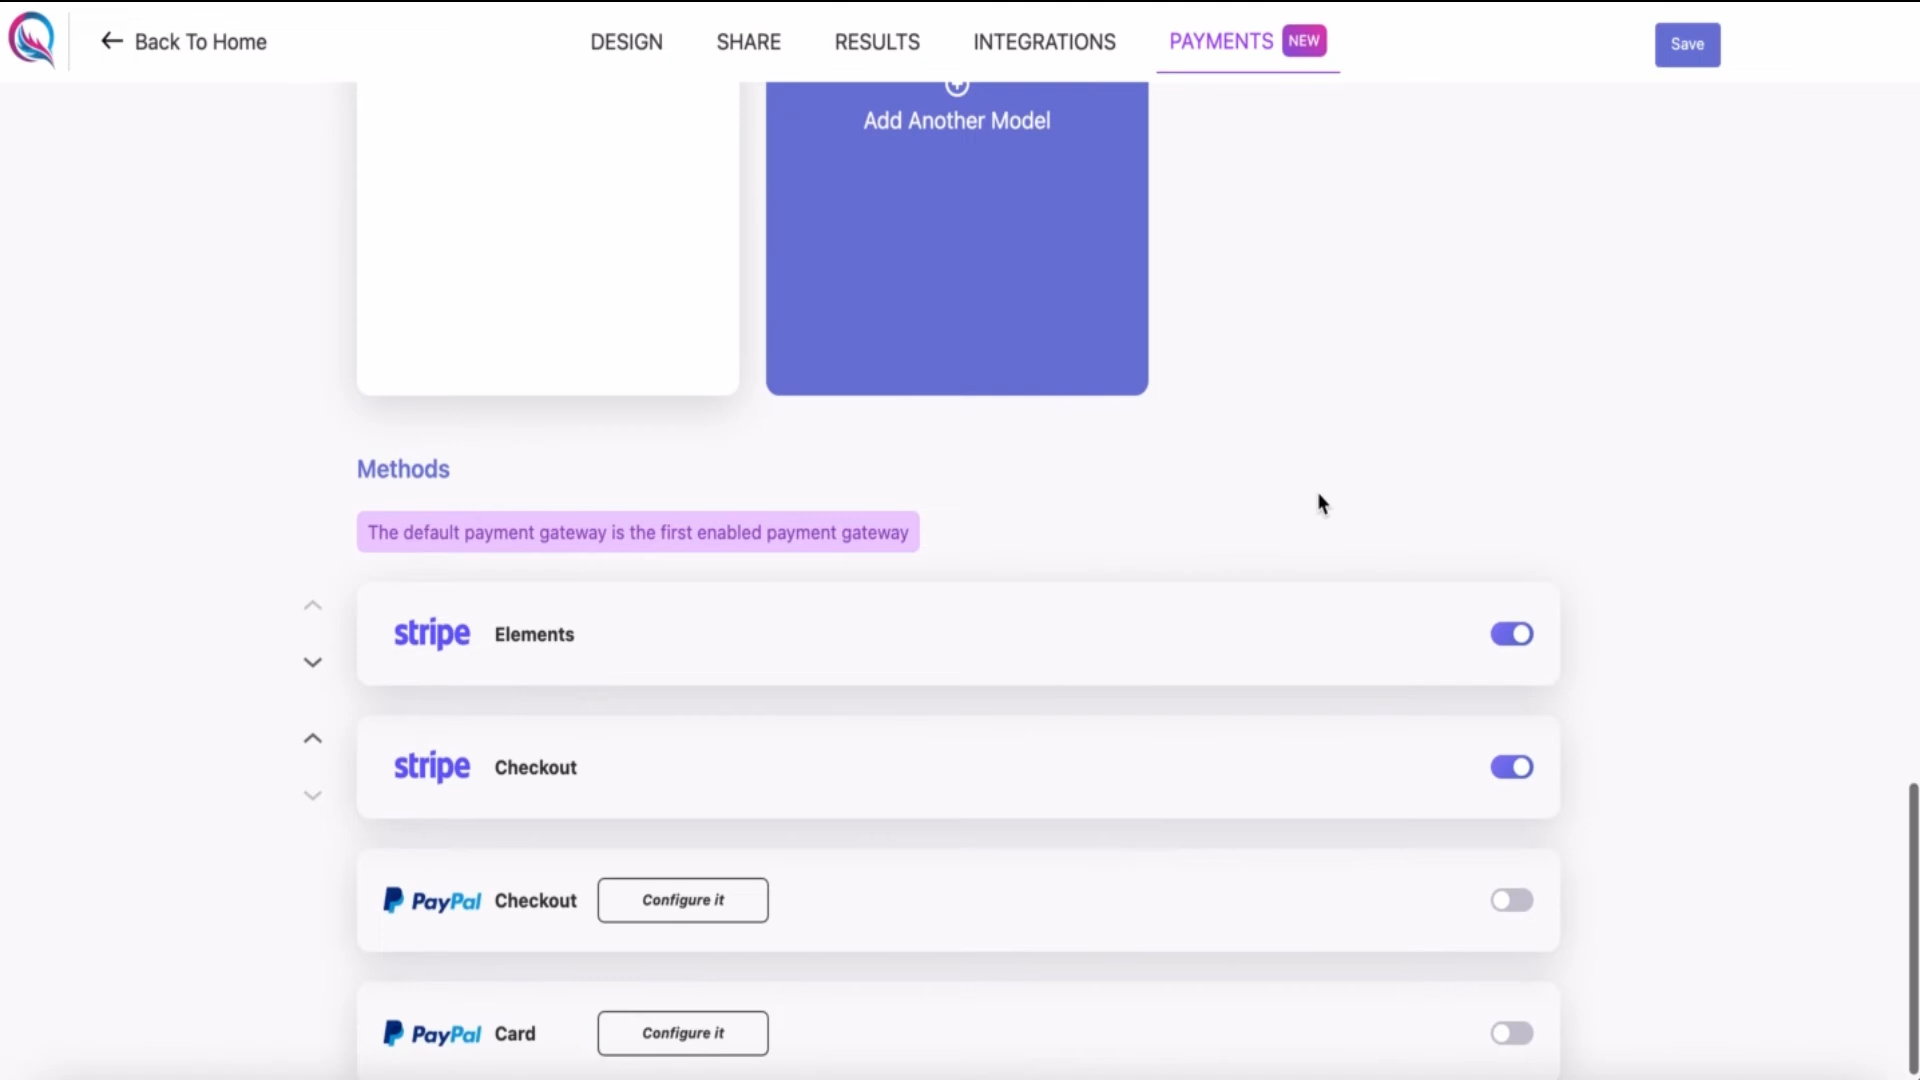 Back To Home
DESIGN
SHARE
RESULTS
INTEGRATIONS
PAYMENTS NEW
Save
Add Another Model
Methods
The default payment gateway is the first enabled payment gateway
stripe Elements
stripe Checkout
PayPal Checkout Configure it
PayPal Card Configure it